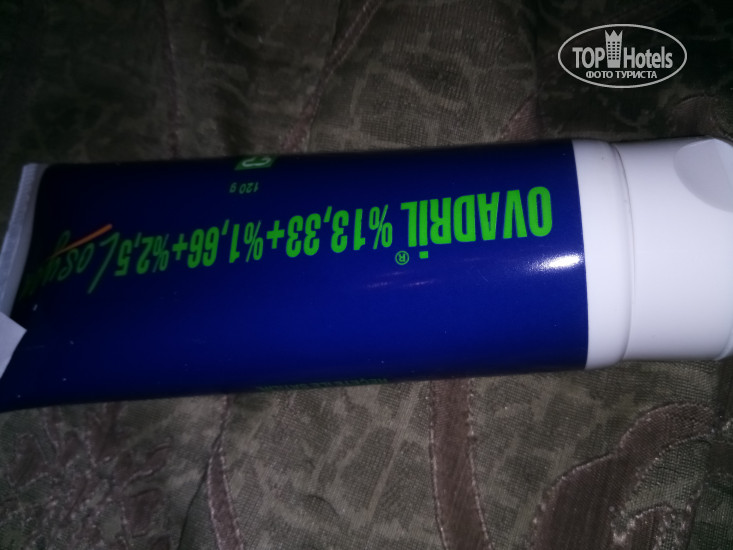 TOP Hotels
ФОТО ТУРИСТА
OVADRİL® %13,33+%1,66+%2,5 Losyon
120 g